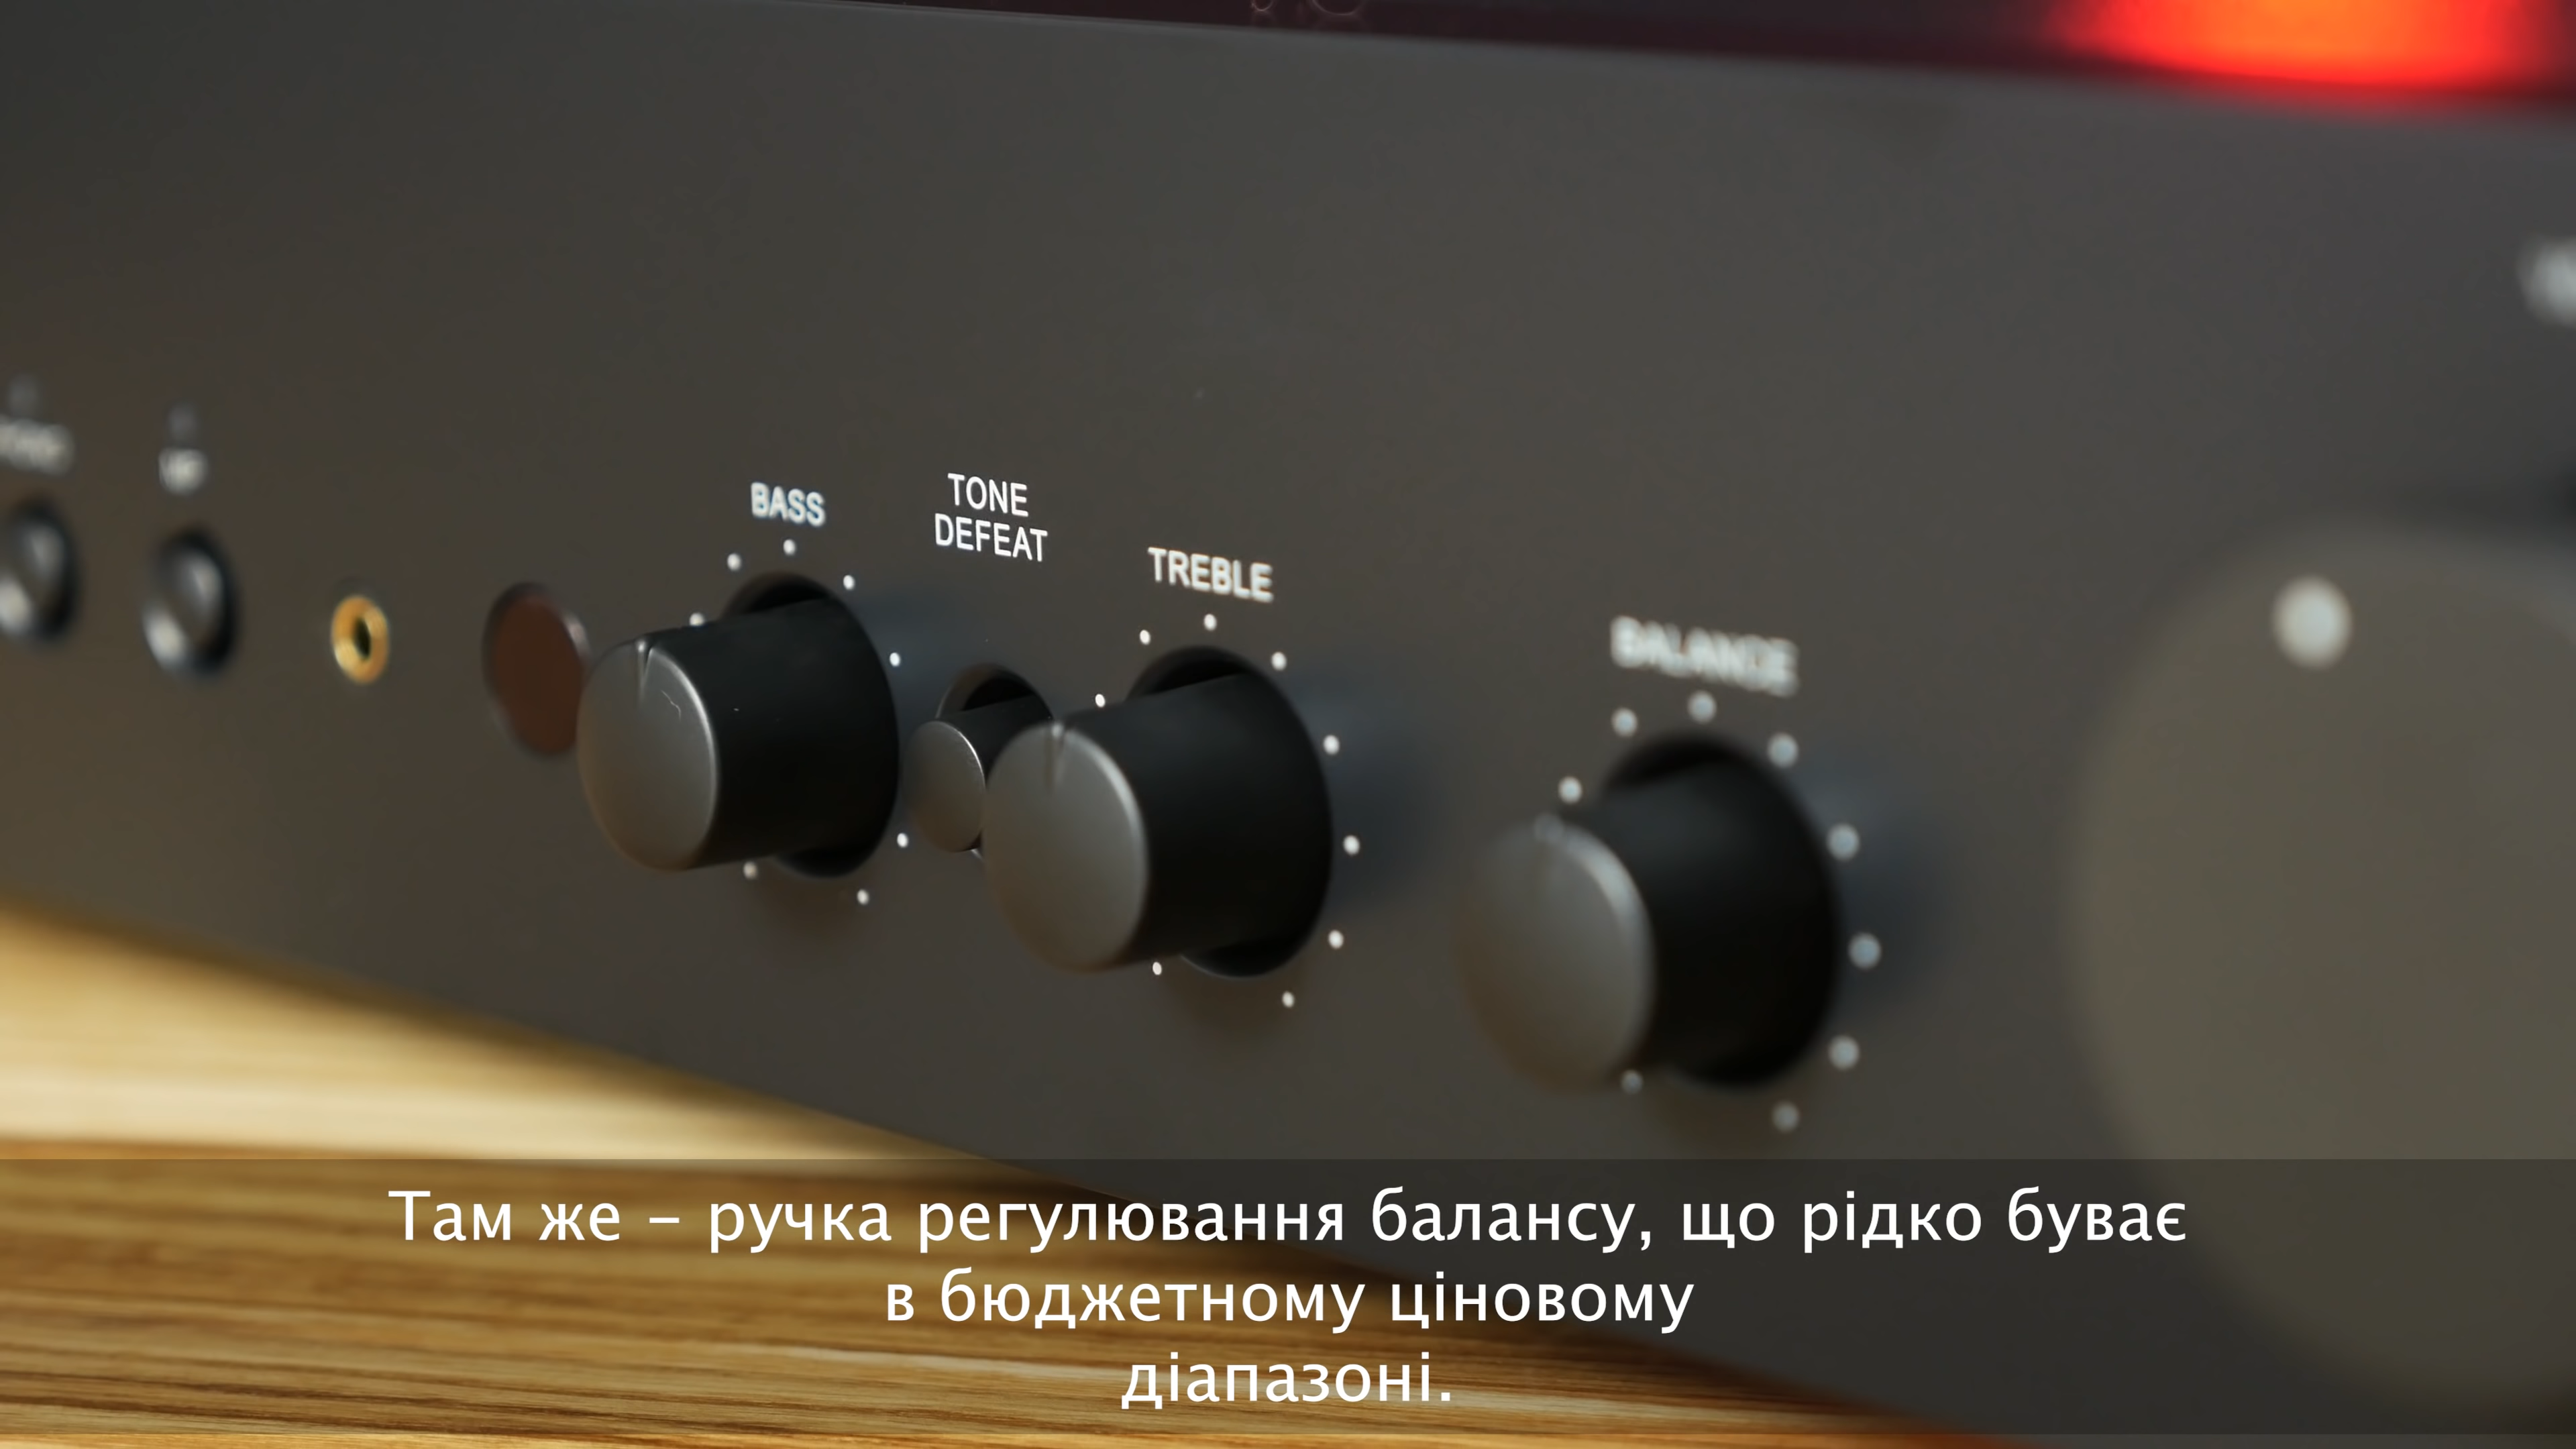 BASS
TONE
DEFEAT
TREBLE
BALANCE
Там же – ручка регулювання балансу, що рідко буває
в бюджетному ціновому
діапазоні.